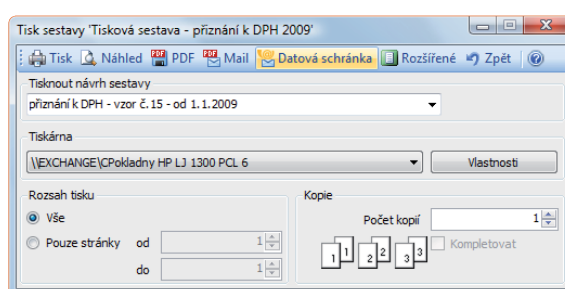 Tisk sestavy 'Tisková sestava - přiznání k DPH 2009'
Tisk Náhled PDF Mail Datová schránka Rozšířené Zpět
Tisknout návrh sestavy
přiznání k DPH - vzor č.15 - od 1.1.2009
Tiskárna
\\EXCHANGE\CPokladny HP LJ 1300 PCL 6 Vlastnosti
Rozsah tisku Kopie
Vše Počet kopií 1
Pouze stránky od 1 1 1 2 2 3 3 Kompletovat
do 1